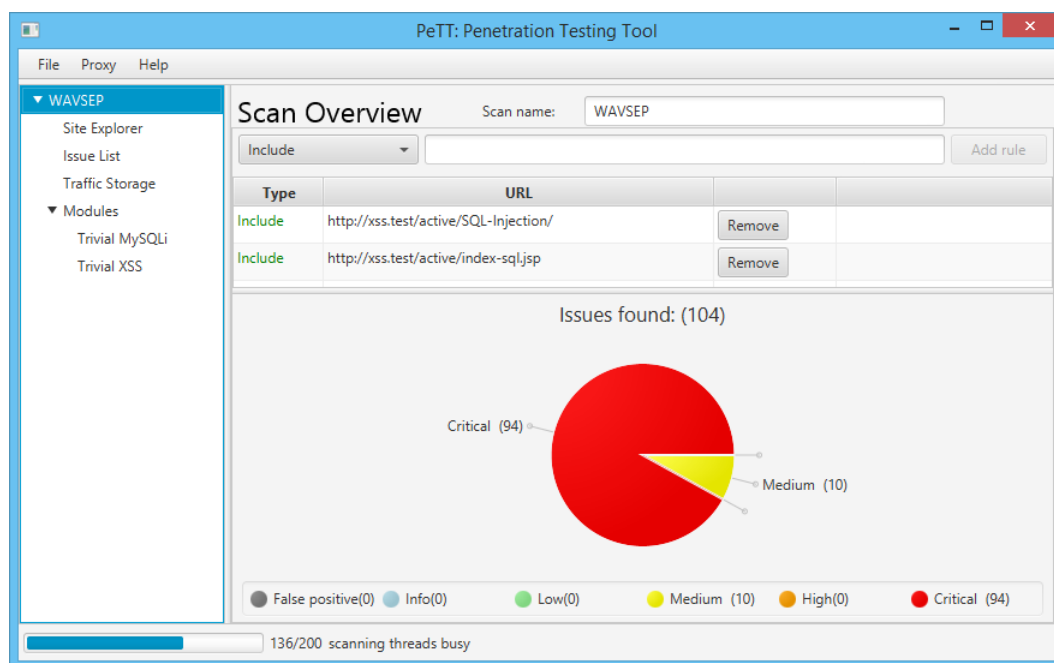 PeTT: Penetration Testing Tool
File Proxy Help
WAVSEP
Site Explorer
Issue List
Traffic Storage
Modules
Trivial MySQLi
Trivial XSS
Scan Overview Scan name: WAVSEP
Include Add rule
Type URL
Include http://xss.test/active/SQL-Injection/ Remove
Include http://xss.test/active/index-sql.jsp Remove
Issues found: (104)
Critical (94)
Medium (10)
False positive(0) Info(0) Low(0) Medium (10) High(0) Critical (94)
136/200 scanning threads busy